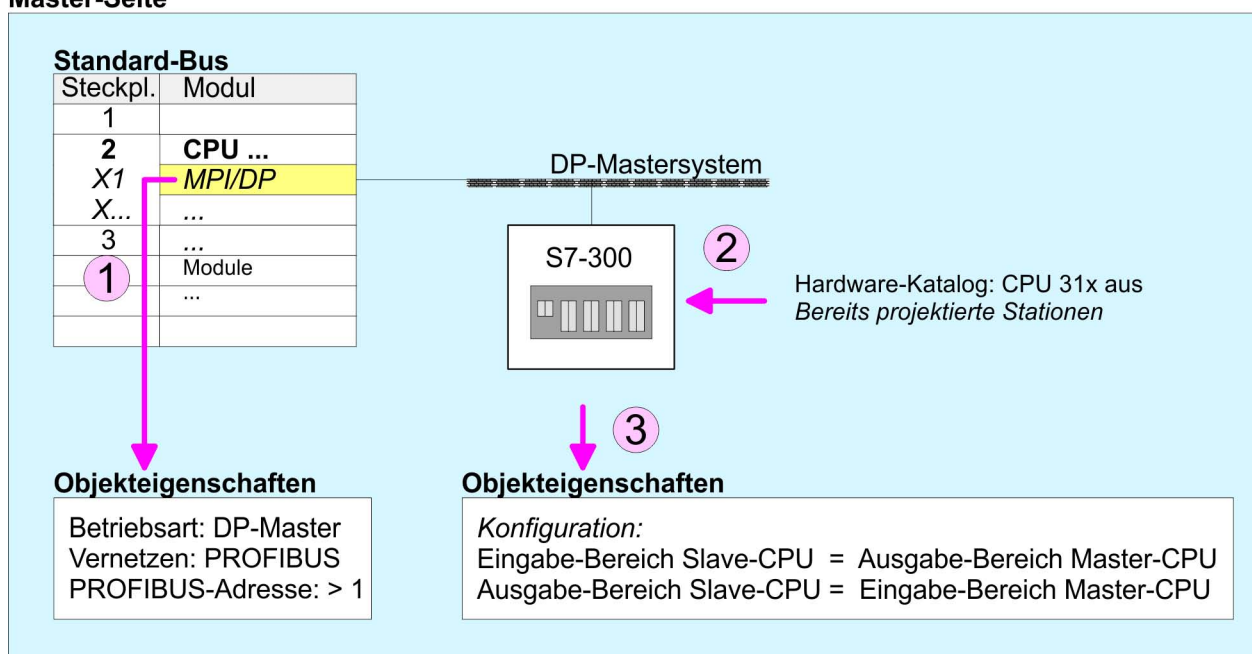 Master-Seite
Standard-Bus
Steckpl. Modul
1
2 CPU ...
X1 MPI/DP
X... ...
3 ...
Module
...
1
DP-Mastersystem
S7-300
2
Hardware-Katalog: CPU 31x aus
Bereits projektierte Stationen
3
Objekteigenschaften
Betriebsart: DP-Master
Vernetzen: PROFIBUS
PROFIBUS-Adresse: > 1
Objekteigenschaften
Konfiguration:
Eingabe-Bereich Slave-CPU = Ausgabe-Bereich Master-CPU
Ausgabe-Bereich Slave-CPU = Eingabe-Bereich Master-CPU